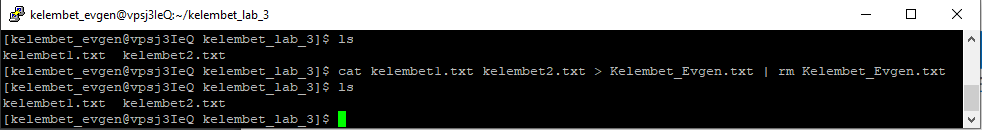 kelembet_evgen@vpsj3IeQ:~/kelembet_lab_3
[kelembet_evgen@vpsj3IeQ kelembet_lab_3]$ ls
kelembet1.txt  kelembet2.txt
[kelembet_evgen@vpsj3IeQ kelembet_lab_3]$ cat kelembet1.txt kelembet2.txt > Kelembet_Evgen.txt | rm Kelembet_Evgen.txt
[kelembet_evgen@vpsj3IeQ kelembet_lab_3]$ ls
kelembet1.txt  kelembet2.txt
[kelembet_evgen@vpsj3IeQ kelembet_lab_3]$